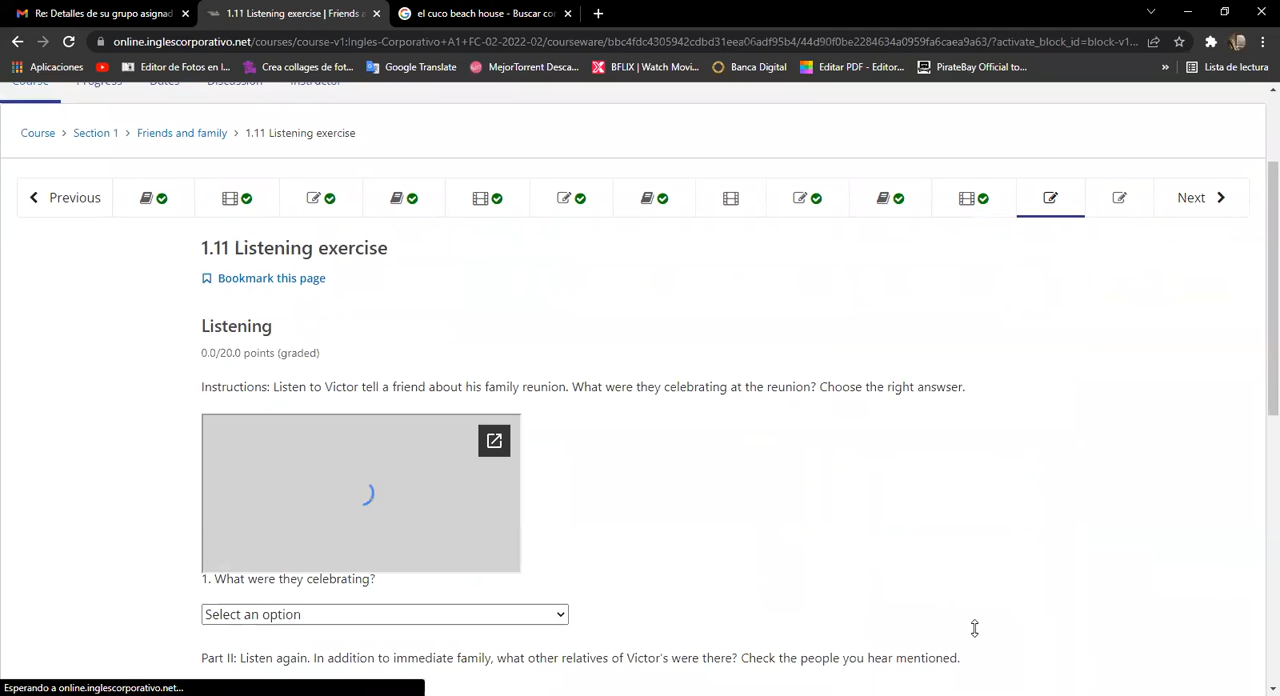 Re: Detalles de su grupo asignad
1.11 Listening exercise | Friends a
el cuco beach house - Buscar co
online.inglescorporativo.net/courses/course-v1:Ingles-Corporativo+A1+FC-02-2022-02/courseware/bbc4fdc4305942cdbd31eea06adf95b4/44d90f0be2284634a0959fa6caea9a63/?activate_block_id=block-v1...
Aplicaciones
Editor de Fotos en l...
Crea collages de fot...
Google Translate
MejorTorrent Desca...
BFLIX | Watch Movi...
Banca Digital
Editar PDF - Editor...
PirateBay Official to...
»
Lista de lectura
Course
Progress
Dates
Discussion
Instructor
Course > Section 1 > Friends and family > 1.11 Listening exercise
Previous
Next
1.11 Listening exercise
Bookmark this page
Listening
0.0/20.0 points (graded)
Instructions: Listen to Victor tell a friend about his family reunion. What were they celebrating at the reunion? Choose the right answser.
1. What were they celebrating?
Select an option
Part II: Listen again. In addition to immediate family, what other relatives of Victor's were there? Check the people you hear mentioned.
Esperando a online.inglescorporativo.net...